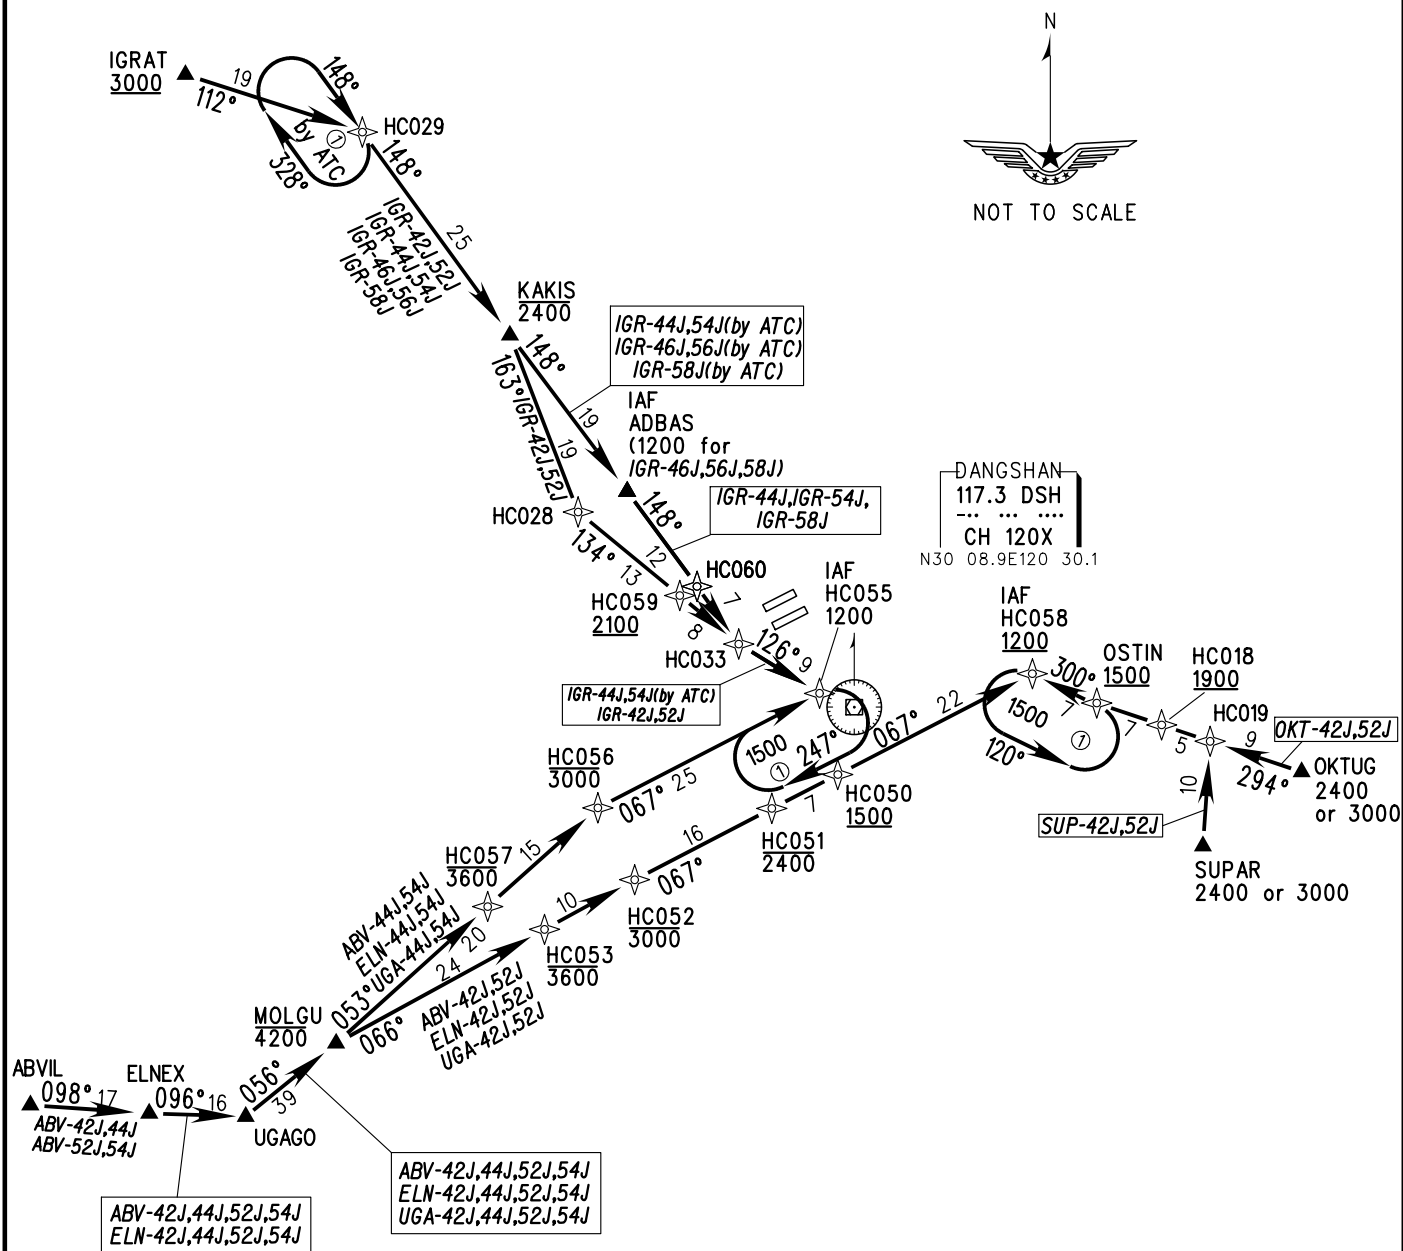 N
NOT TO SCALE
IGRAT
3000
19
112°
148°
by ATC
1
328°
HC029
148°
25
IGR-42J,52J
IGR-44J,54J
IGR-46J,56J
IGR-58J
KAKIS
2400
148°
163°
IGR-42J,52J
19
19
IGR-44J,54J(by ATC)
IGR-46J,56J(by ATC)
IGR-58J(by ATC)
IAF
ADBAS
(1200 for
IGR-46J,56J,58J)
148°
12
IGR-44J,IGR-54J,
IGR-58J
HC028
134°
13
HC059
2100
HC060
7
8
HC033
126°
9
IGR-44J,54J(by ATC)
IGR-42J,52J
IAF
HC055
1200
DANGSHAN
117.3 DSH
-·· ··· ····
CH 120X
N30 08.9E120 30.1
IAF
HC058
1200
300°
7
OSTIN
1500
7
HC018
1900
5
HC019
9
OKT-42J,52J
294°
OKTUG
2400
or 3000
10
SUP-42J,52J
SUPAR
2400 or 3000
1500
120°
1
22
067°
1500
247°
1
HC050
1500
7
HC051
2400
16
067°
HC056
3000
067°
25
HC057
3600
15
HC052
3000
10
HC053
3600
ABV-44J,54J
ELN-44J,54J
UGA-44J,54J
20
053°
24
066°
ABV-42J,52J
ELN-42J,52J
UGA-42J,52J
MOLGU
4200
056°
39
ABVIL
098°
17
ABV-42J,44J
ABV-52J,54J
ELNEX
096°
16
UGAGO
ABV-42J,44J,52J,54J
ELN-42J,44J,52J,54J
UGA-42J,44J,52J,54J
ABV-42J,44J,52J,54J
ELN-42J,44J,52J,54J